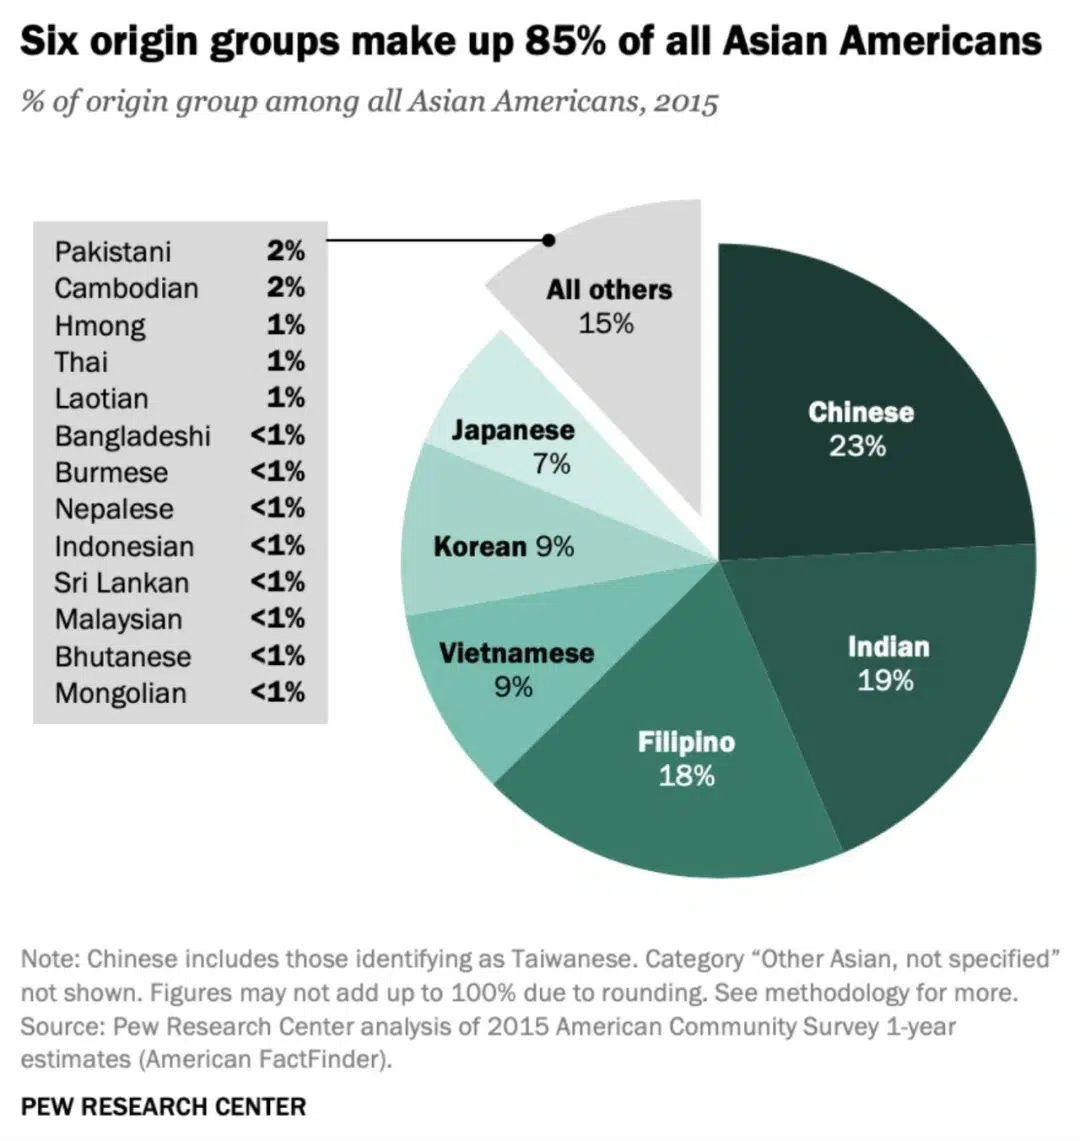 Six origin groups make up 85% of all Asian Americans
% of origin group among all Asian Americans, 2015
Pakistani 2%
Cambodian 2%
Hmong 1%
Thai 1%
Laotian 1%
Bangladeshi <1%
Burmese <1%
Nepalese <1%
Indonesian <1%
Sri Lankan <1%
Malaysian <1%
Bhutanese <1%
Mongolian <1%
All others
15%
Chinese
23%
Indian
19%
Filipino
18%
Vietnamese
9%
Korean 9%
Japanese
7%
Note: Chinese includes those identifying as Taiwanese. Category “Other Asian, not specified”
not shown. Figures may not add up to 100% due to rounding. See methodology for more.
Source: Pew Research Center analysis of 2015 American Community Survey 1-year
estimates (American FactFinder).
PEW RESEARCH CENTER